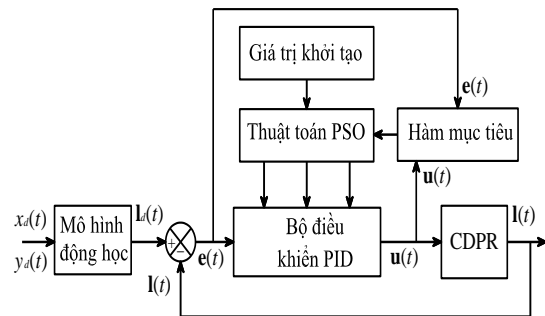 Giá trị khởi tạo
e(t)
Thuật toán PSO
Hàm mục tiêu
u(t)
x_d(t)
y_d(t)
Mô hình
động học
l_d(t)
+
−
e(t)
Bộ điều
khiển PID
u(t)
CDPR
l(t)
l(t)